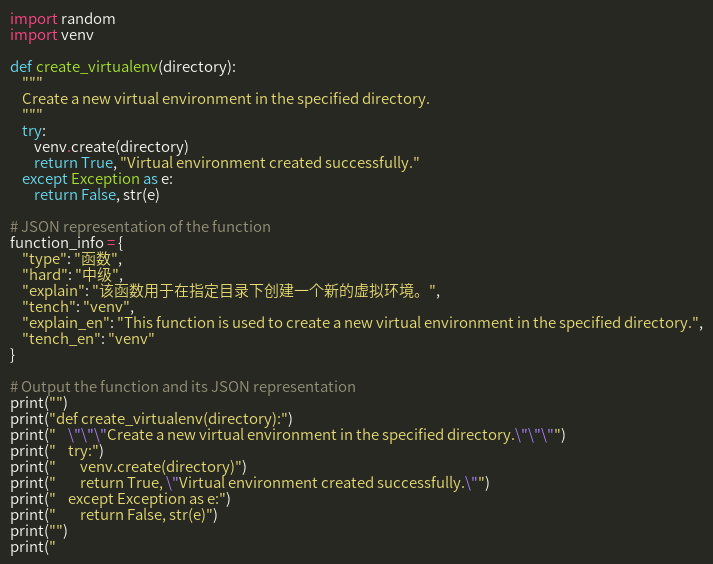 import random
import venv

def create_virtualenv(directory):
    """
    Create a new virtual environment in the specified directory.
    """
    try:
        venv.create(directory)
        return True, "Virtual environment created successfully."
    except Exception as e:
        return False, str(e)

# JSON representation of the function
function_info = {
    "type": "函数",
    "hard": "中级",
    "explain": "该函数用于在指定目录下创建一个新的虚拟环境。",
    "tench": "venv",
    "explain_en": "This function is used to create a new virtual environment in the specified directory.",
    "tench_en": "venv"
}

# Output the function and its JSON representation
print("")
print("def create_virtualenv(directory):")
print("    \"\"\"Create a new virtual environment in the specified directory.\"\"\"")
print("    try:")
print("        venv.create(directory)")
print("        return True, \"Virtual environment created successfully.\"")
print("    except Exception as e:")
print("        return False, str(e)")
print("")
print("